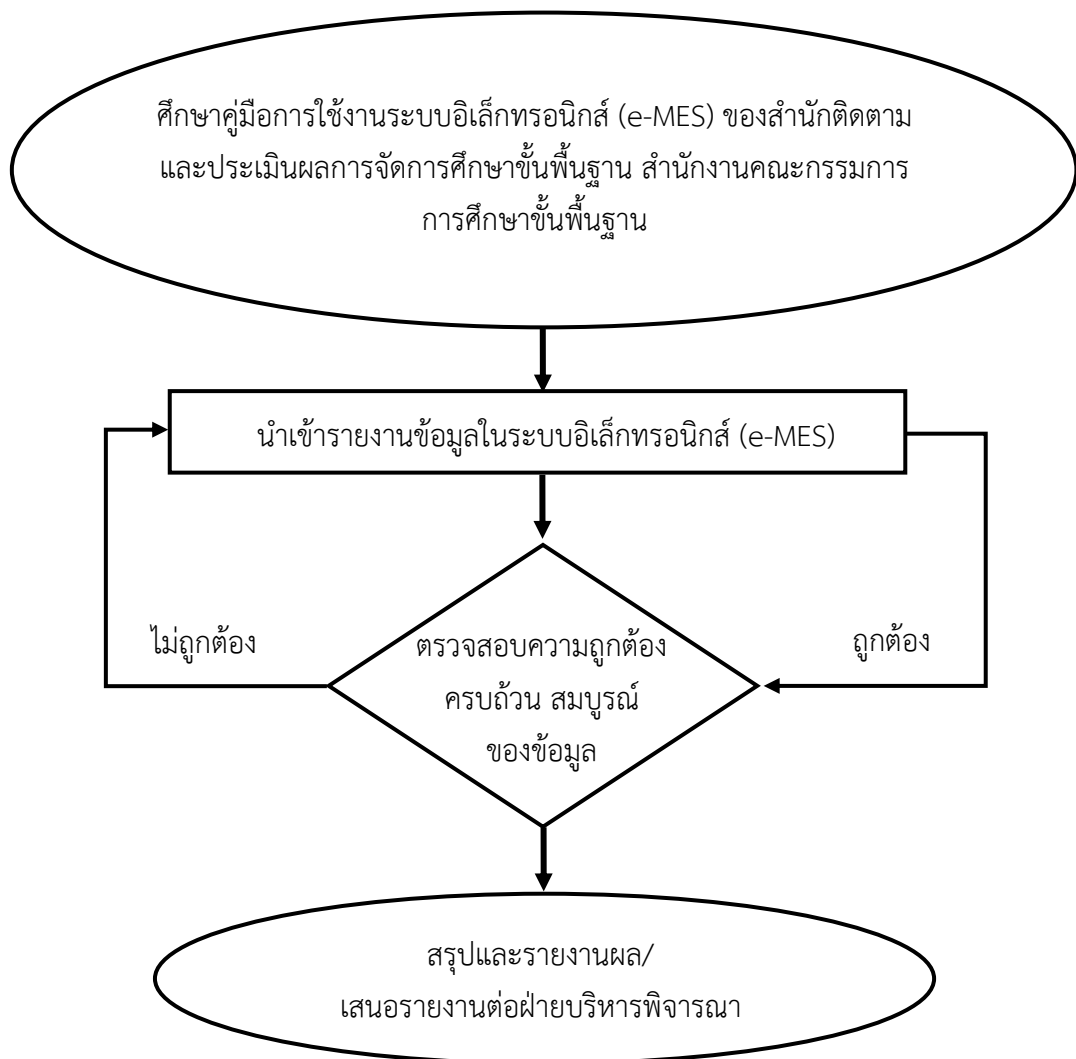 ศึกษาคู่มือการใช้งานระบบอิเล็กทรอนิกส์ (e-MES) ของสำนักติดตาม
และประเมินผลการจัดการศึกษาขั้นพื้นฐาน สำนักงานคณะกรรมการ
การศึกษาขั้นพื้นฐาน
นำเข้ารายงานข้อมูลในระบบอิเล็กทรอนิกส์ (e-MES)
ไม่ถูกต้อง
ตรวจสอบความถูกต้อง
ครบถ้วน สมบูรณ์
ของข้อมูล
ถูกต้อง
สรุปและรายงานผล/
เสนอรายงานต่อฝ่ายบริหารพิจารณา